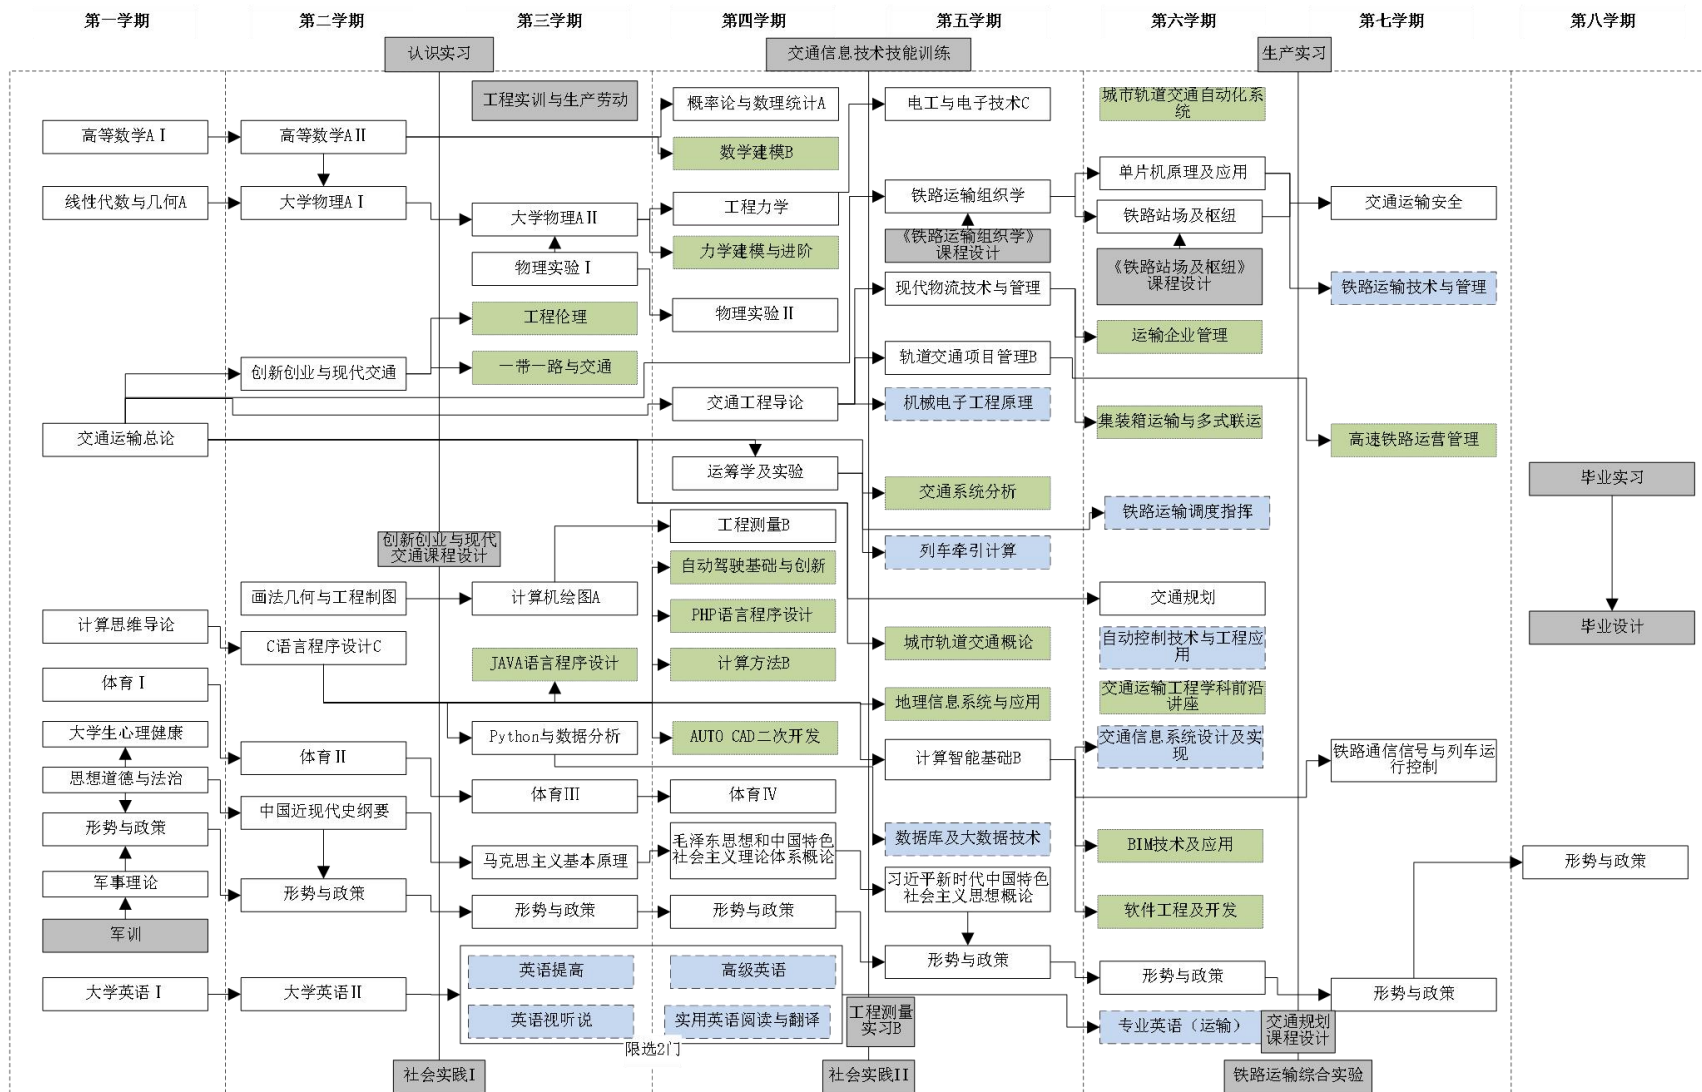 第一学期
第二学期
第三学期
第四学期
第五学期
第六学期
第七学期
第八学期
认识实习
交通信息技术技能训练
生产实习
高等数学AⅠ
线性代数与几何A
交通运输总论
计算思维导论
体育Ⅰ
大学生心理健康
思想道德与法治
形势与政策
军事理论
军训
大学英语Ⅰ
高等数学AⅡ
大学物理AⅠ
创新创业与现代交通
创新创业与现代
交通课程设计
画法几何与工程制图
C语言程序设计C
体育Ⅱ
中国近现代史纲要
形势与政策
大学英语Ⅱ
社会实践Ⅰ
工程实训与生产劳动
大学物理AⅡ
物理实验Ⅰ
工程伦理
一带一路与交通
计算机绘图A
JAVA语言程序设计
Python与数据分析
体育Ⅲ
马克思主义基本原理
形势与政策
英语提高
高级英语
英语视听说
实用英语阅读与翻译
限选2门
概率论与数理统计A
数学建模B
工程力学
力学建模与进阶
物理实验Ⅱ
交通工程导论
运筹学及实验
工程测量B
自动驾驶基础与创新
PHP语言程序设计
计算方法B
AUTO CAD二次开发
体育Ⅳ
毛泽东思想和中国特色
社会主义理论体系概论
形势与政策
工程测量
实习B
社会实践Ⅱ
电工与电子技术C
铁路运输组织学
《铁路运输组织学》
课程设计
现代物流技术与管理
轨道交通项目管理B
机械电子工程原理
交通系统分析
列车牵引计算
城市轨道交通概论
地理信息系统与应用
计算智能基础B
数据库及大数据技术
习近平新时代中国特色
社会主义思想概论
形势与政策
城市轨道交通自动化系
统
单片机原理及应用
铁路站场及枢纽
《铁路站场及枢纽》
课程设计
运输企业管理
集装箱运输与多式联运
铁路运输调度指挥
交通规划
自动控制技术与工程应
用
交通运输工程学科前沿
讲座
交通信息系统设计及实
现
BIM技术及应用
软件工程及开发
形势与政策
专业英语（运输）
交通规划
课程设计
铁路运输综合实验
交通运输安全
铁路运输技术与管理
高速铁路运营管理
铁路通信信号与列车运
行控制
形势与政策
毕业实习
毕业设计
形势与政策